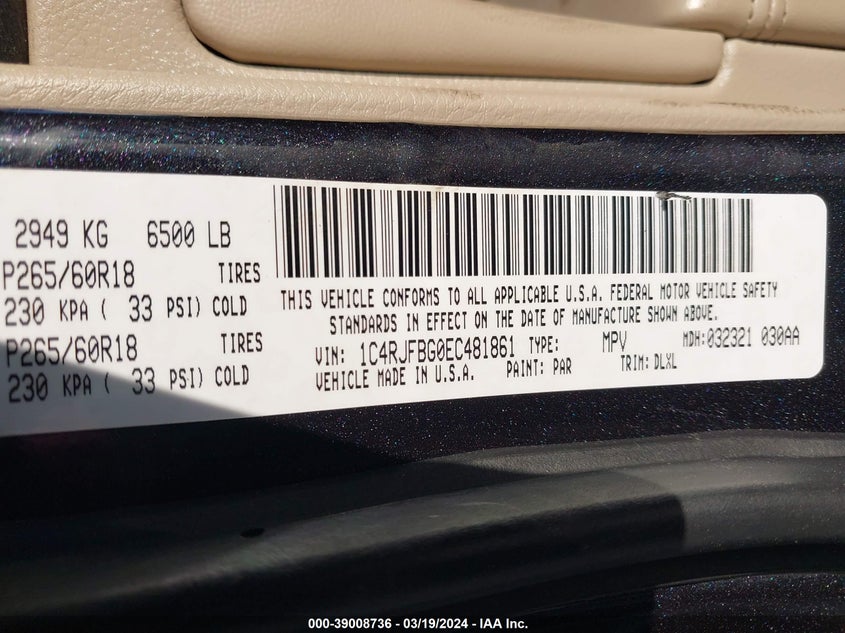 2949 KG 6500 LB
P265/60R18 TIRES
230 KPA ( 33 PSI) COLD
P265/60R18 TIRES
230 KPA ( 33 PSI) COLD
THIS VEHICLE CONFORMS TO ALL APPLICABLE U.S.A. FEDERAL MOTOR VEHICLE SAFETY
STANDARDS IN EFFECT ON THE DATE OF MANUFACTURE SHOWN ABOVE.
VIN: 1C4RJFBG0EC481861 TYPE: MPV MDH:032321 030AA
VEHICLE MADE IN U.S.A. PAINT: PAR TRIM: DLXL
000-39008736 - 03/19/2024 - IAA Inc.